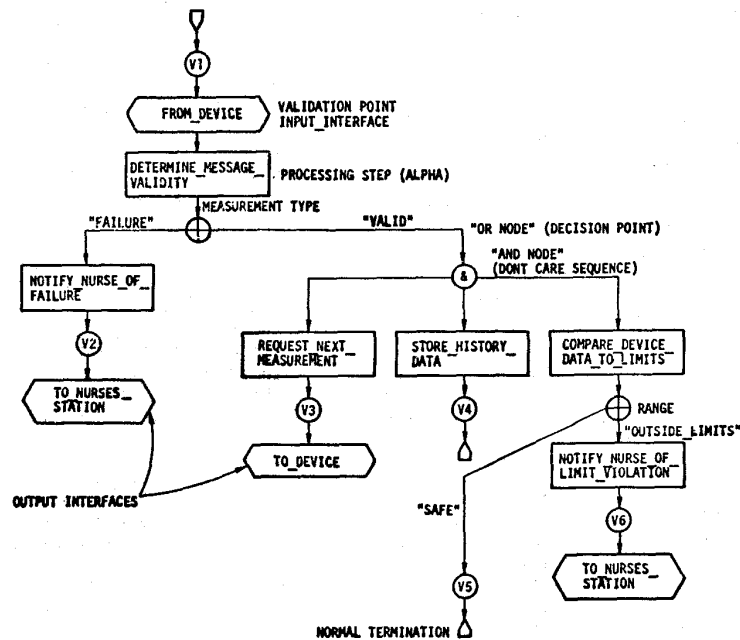 V1
FROM_DEVICE
VALIDATION POINT
INPUT_INTERFACE
DETERMINE_MESSAGE_
VALIDITY
PROCESSING STEP (ALPHA)
MEASUREMENT TYPE
"FAILURE"
"VALID"
"OR NODE" (DECISION POINT)
"AND NODE"
(DONT CARE SEQUENCE)
&
NOTIFY_NURSE_OF_
FAILURE
REQUEST_NEXT_
MEASUREMENT
STORE_HISTORY_
DATA
COMPARE_DEVICE_
DATA_TO_LIMITS
V2
V3
V4
RANGE
TO_NURSES_
STATION
TO_DEVICE
"OUTSIDE_LIMITS"
NOTIFY_NURSE_OF_
LIMIT_VIOLATION
OUTPUT INTERFACES
"SAFE"
V6
V5
TO_NURSES_
STATION
NORMAL TERMINATION